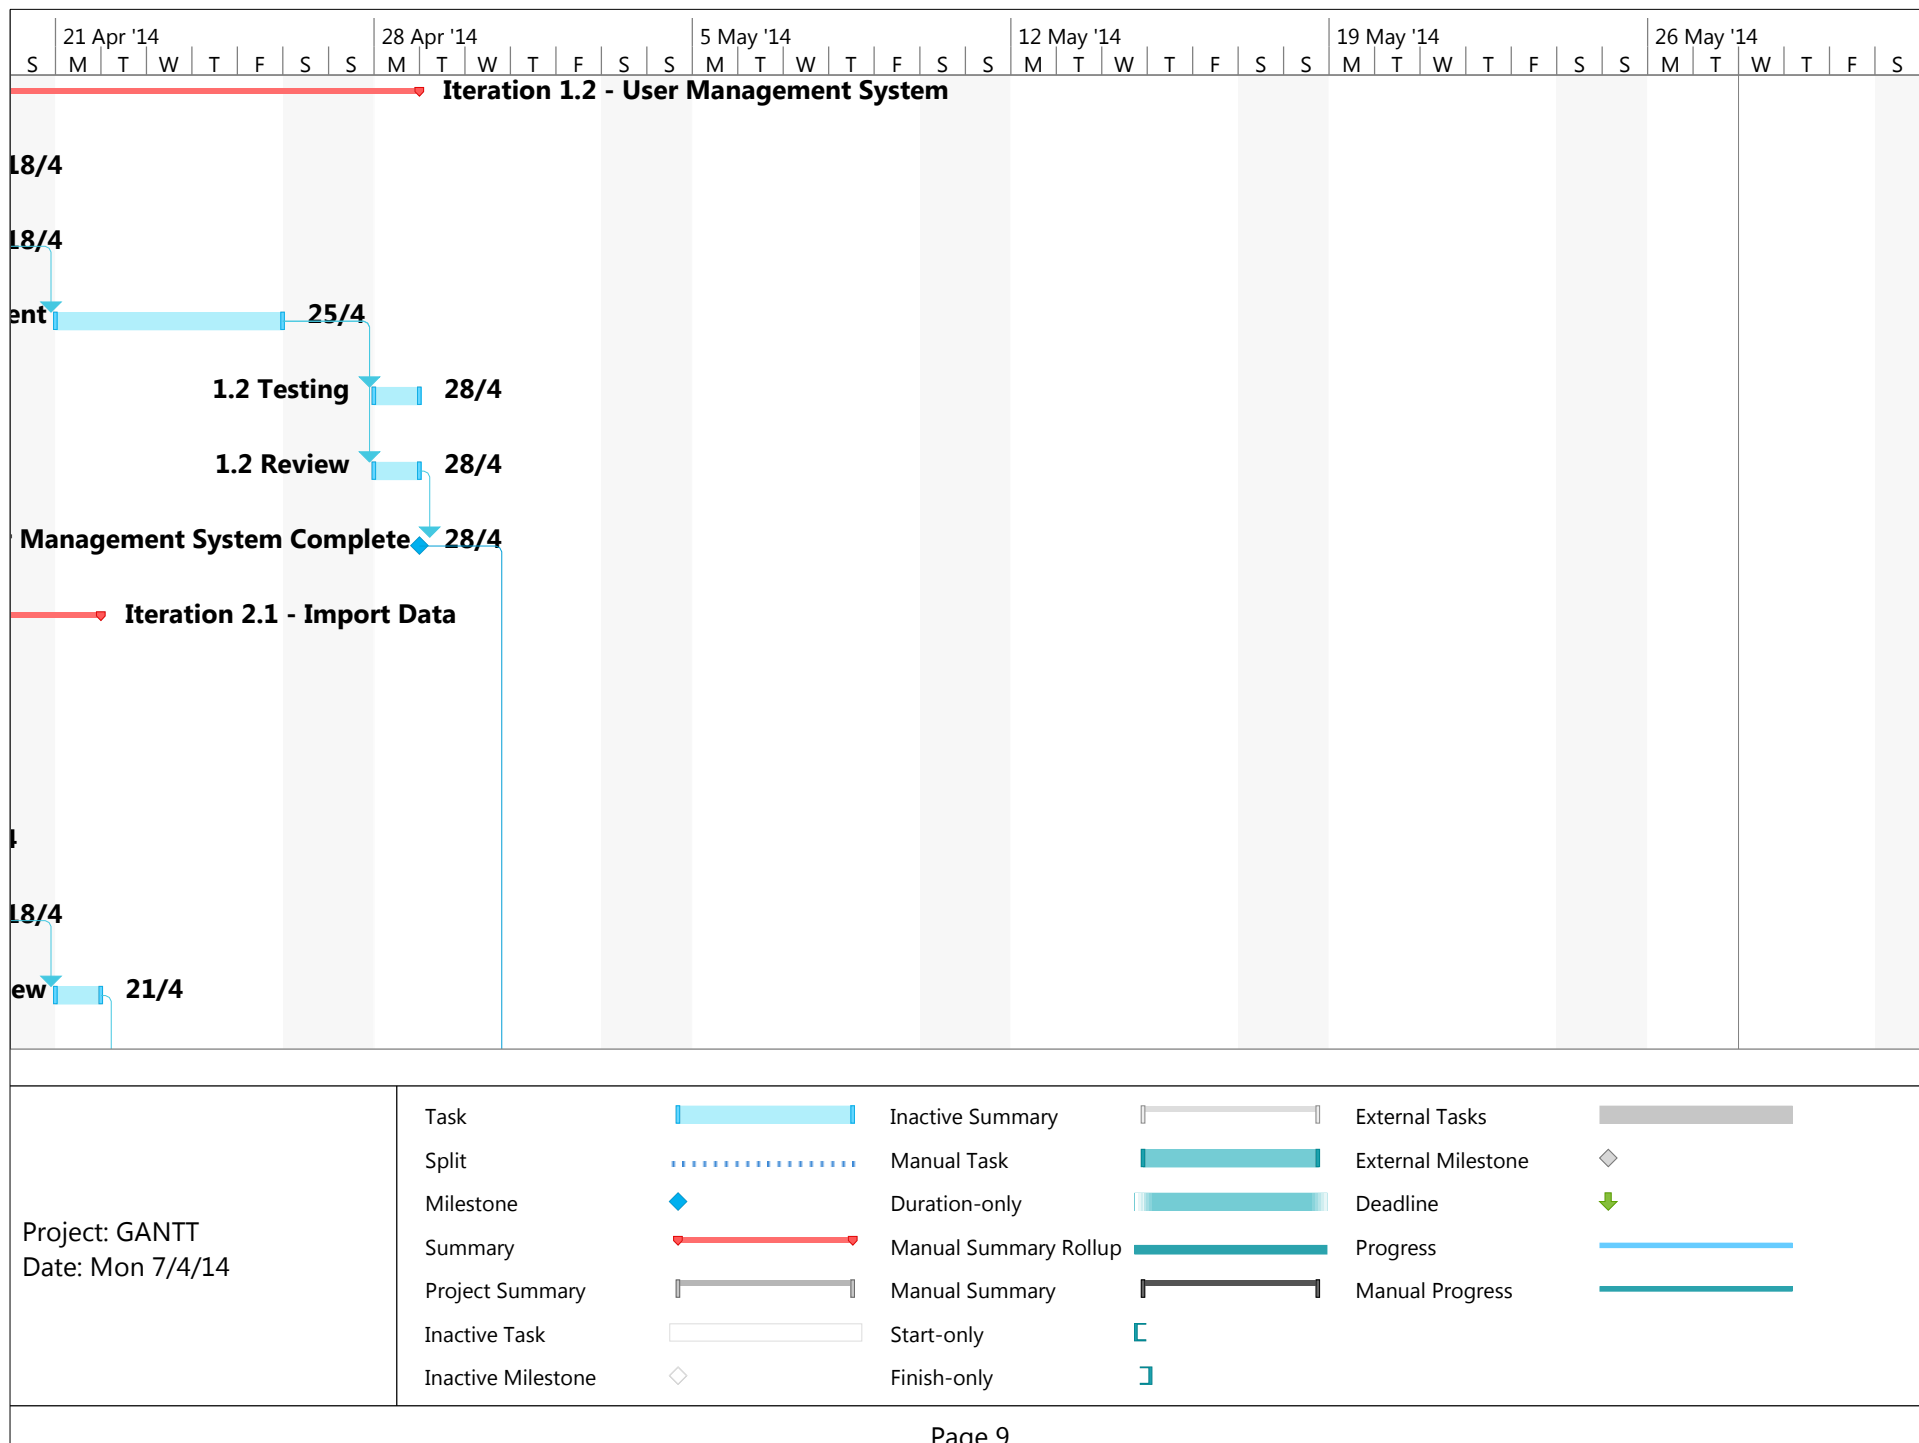 21 Apr '14 28 Apr '14 5 May '14 12 May '14 19 May '14 26 May '14
S M T W T F S S M T W T F S S M T W T F S S M T W T F S S M T W T F S S M T W T F S
Iteration 1.2 - User Management System
18/4
18/4
ent 25/4
1.2 Testing 28/4
1.2 Review 28/4
Management System Complete 28/4
Iteration 2.1 - Import Data
4
18/4
ew 21/4
Task Inactive Summary External Tasks
Split Manual Task External Milestone
Milestone Duration-only Deadline
Project: GANTT
Date: Mon 7/4/14
Summary Manual Summary Rollup Progress
Project Summary Manual Summary Manual Progress
Inactive Task Start-only
Inactive Milestone Finish-only
Page 9